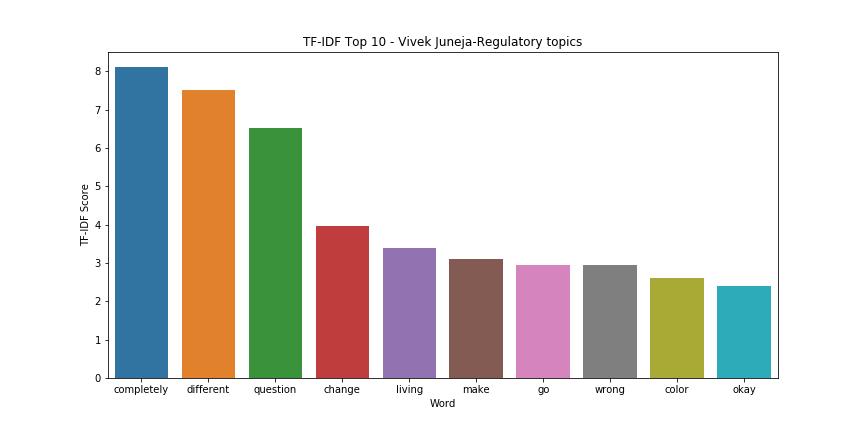 TF-IDF Top 10 - Vivek Juneja-Regulatory topics
8
7
6
5
4
3
2
1
0
TF-IDF Score
completely different question change living make go wrong color okay
Word